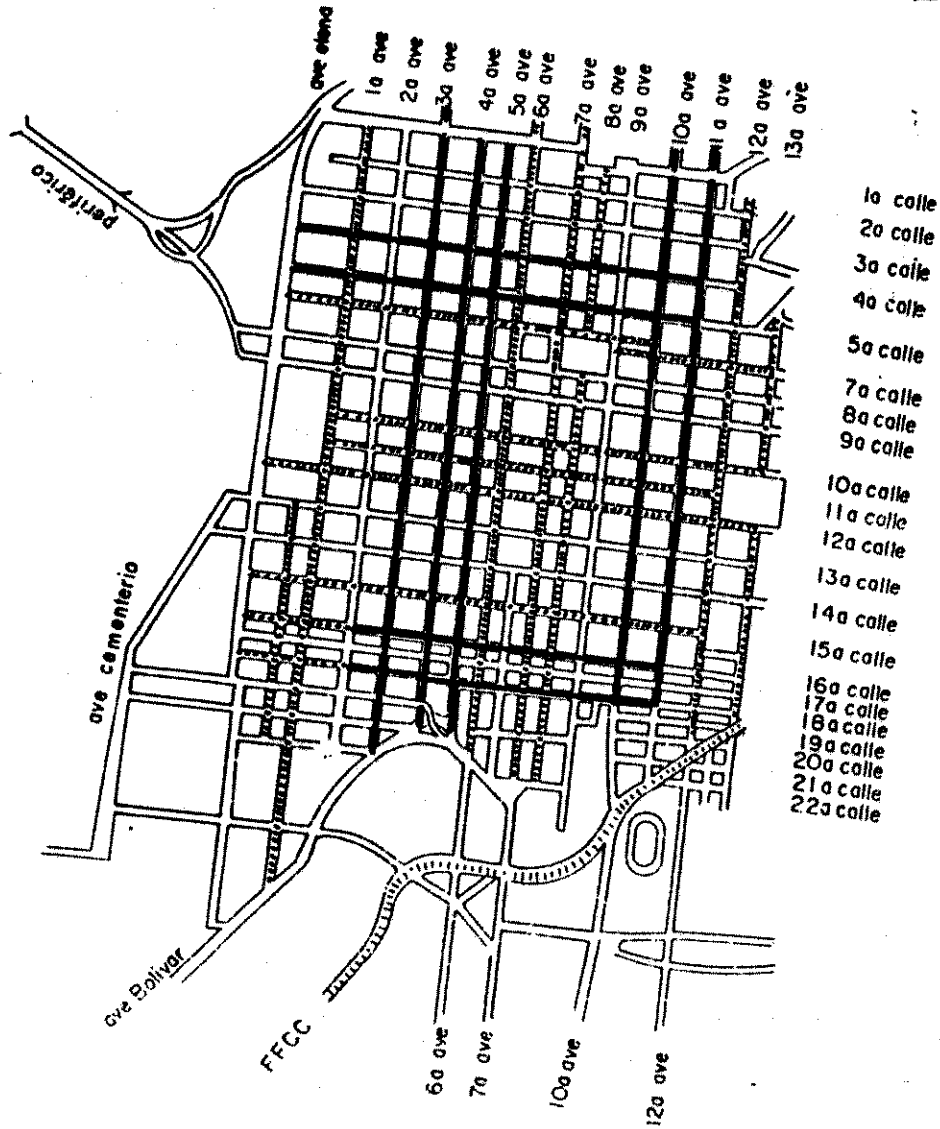 ave elena
1a ave
2a ave
3a ave
4a ave
5a ave
6a ave
7a ave
8a ave
9a ave
10a ave
11a ave
12a ave
13a ave
periférico
1a calle
2a calle
3a calle
4a calle
5a calle
7a calle
8a calle
9a calle
10a calle
11a calle
12a calle
13a calle
14a calle
15a calle
16a calle
17a calle
18a calle
19a calle
20a calle
21a calle
22a calle
ave cementerio
ave Bolivar
FFCC
6a ave
7a ave
10a ave
12a ave